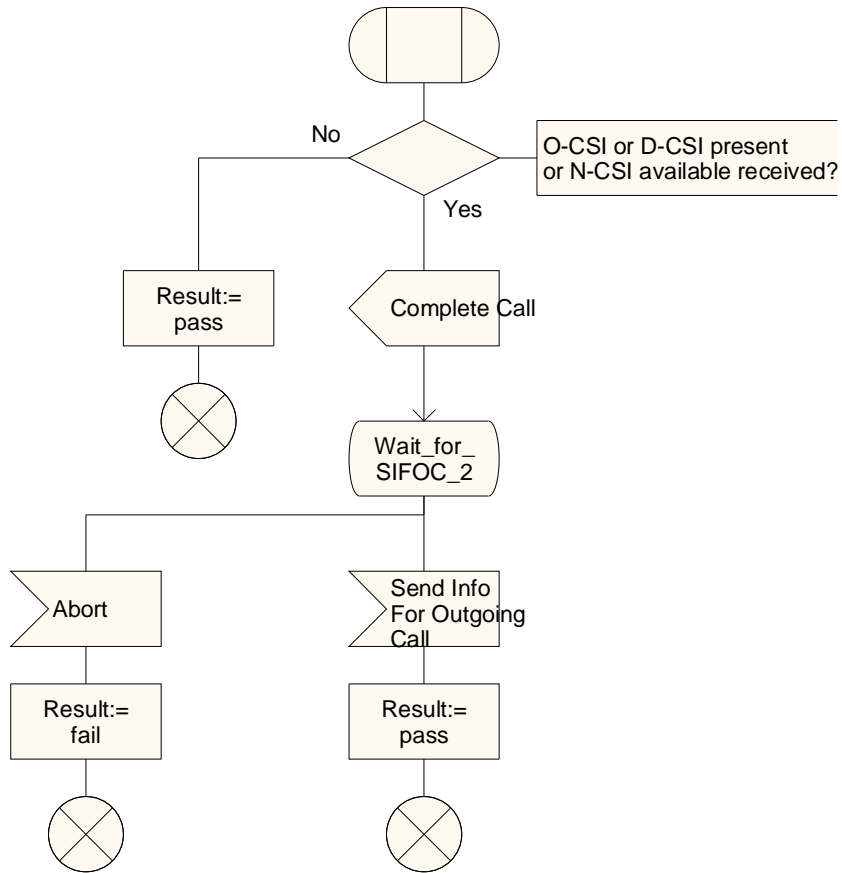 No
O-CSI or D-CSI present
or N-CSI available received?
Yes
Result:=
pass
Complete Call
Wait_for_
SIFOC_2
Abort
Send Info
For Outgoing
Call
Result:=
fail
Result:=
pass